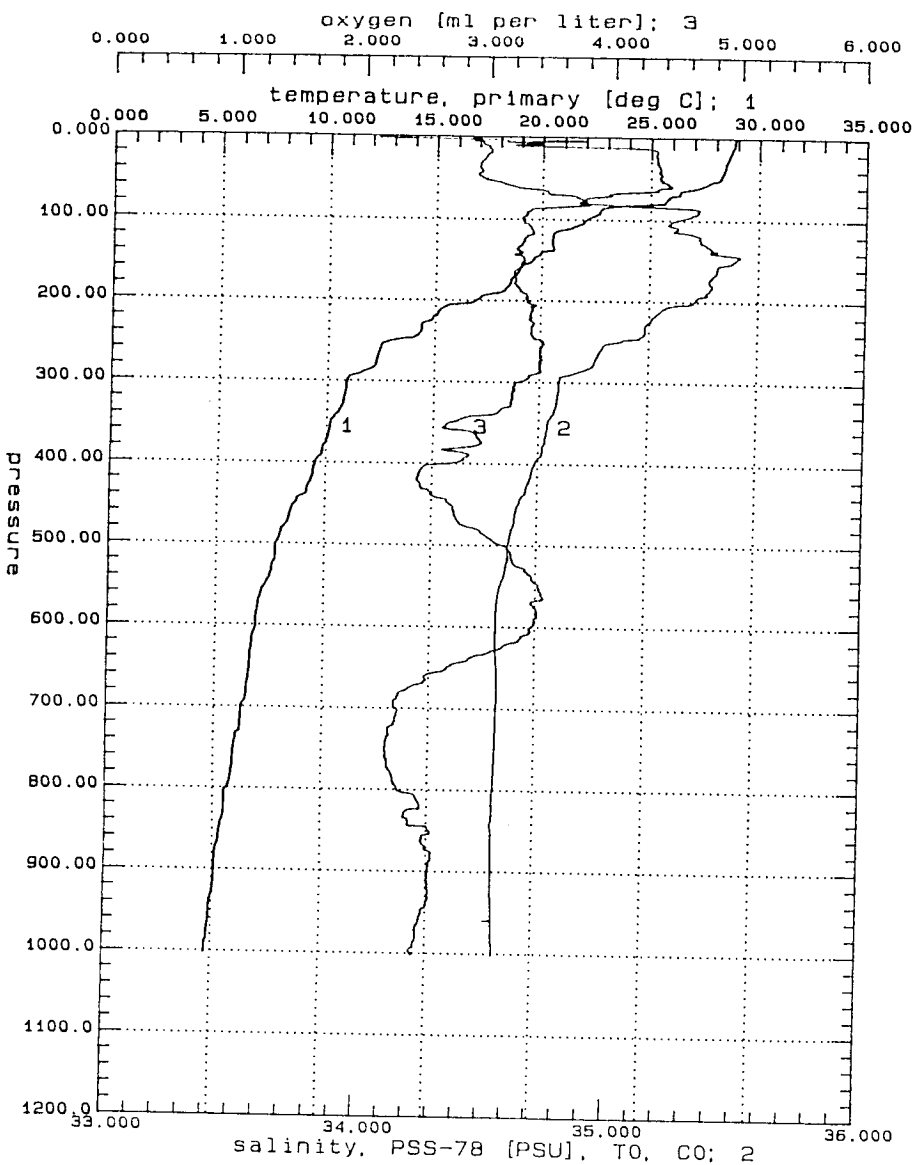 oxygen [ml per liter]; 3
0.000 1.000 2.000 3.000 4.000 5.000 6.000
temperature, primary [deg C]; 1
0.000 5.000 10.000 15.000 20.000 25.000 30.000 35.000
0.000
100.00
200.00
300.00
1 3 2
400.00
pressure
500.00
600.00
700.00
800.00
900.00
1000.0
1100.0
1200.0
33.000 34.000 35.000 36.000
salinity, PSS-78 [PSU], T0, C0; 2